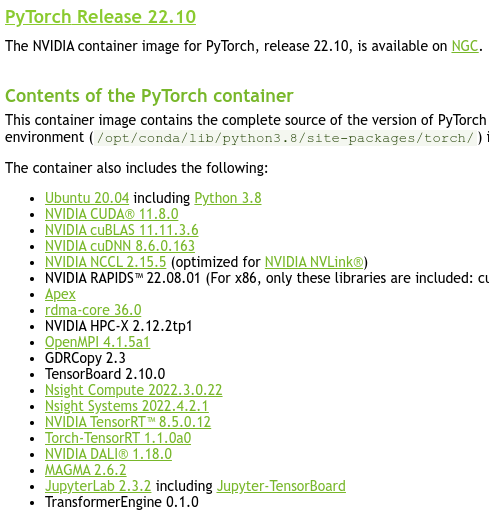 PyTorch Release 22.10
The NVIDIA container image for PyTorch, release 22.10, is available on NGC.
Contents of the PyTorch container
This container image contains the complete source of the version of PyTorch
environment ( /opt/conda/lib/python3.8/site-packages/torch/ ) i
The container also includes the following:
• Ubuntu 20.04 including Python 3.8
• NVIDIA CUDA® 11.8.0
• NVIDIA cuBLAS 11.11.3.6
• NVIDIA cuDNN 8.6.0.163
• NVIDIA NCCL 2.15.5 (optimized for NVIDIA NVLink®)
• NVIDIA RAPIDS™ 22.08.01 (For x86, only these libraries are included: cu
• Apex
• rdma-core 36.0
• NVIDIA HPC-X 2.12.2tp1
• OpenMPI 4.1.5a1
• GDRCopy 2.3
• TensorBoard 2.10.0
• Nsight Compute 2022.3.0.22
• Nsight Systems 2022.4.2.1
• NVIDIA TensorRT™ 8.5.0.12
• Torch-TensorRT 1.1.0a0
• NVIDIA DALI® 1.18.0
• MAGMA 2.6.2
• JupyterLab 2.3.2 including Jupyter-TensorBoard
• TransformerEngine 0.1.0